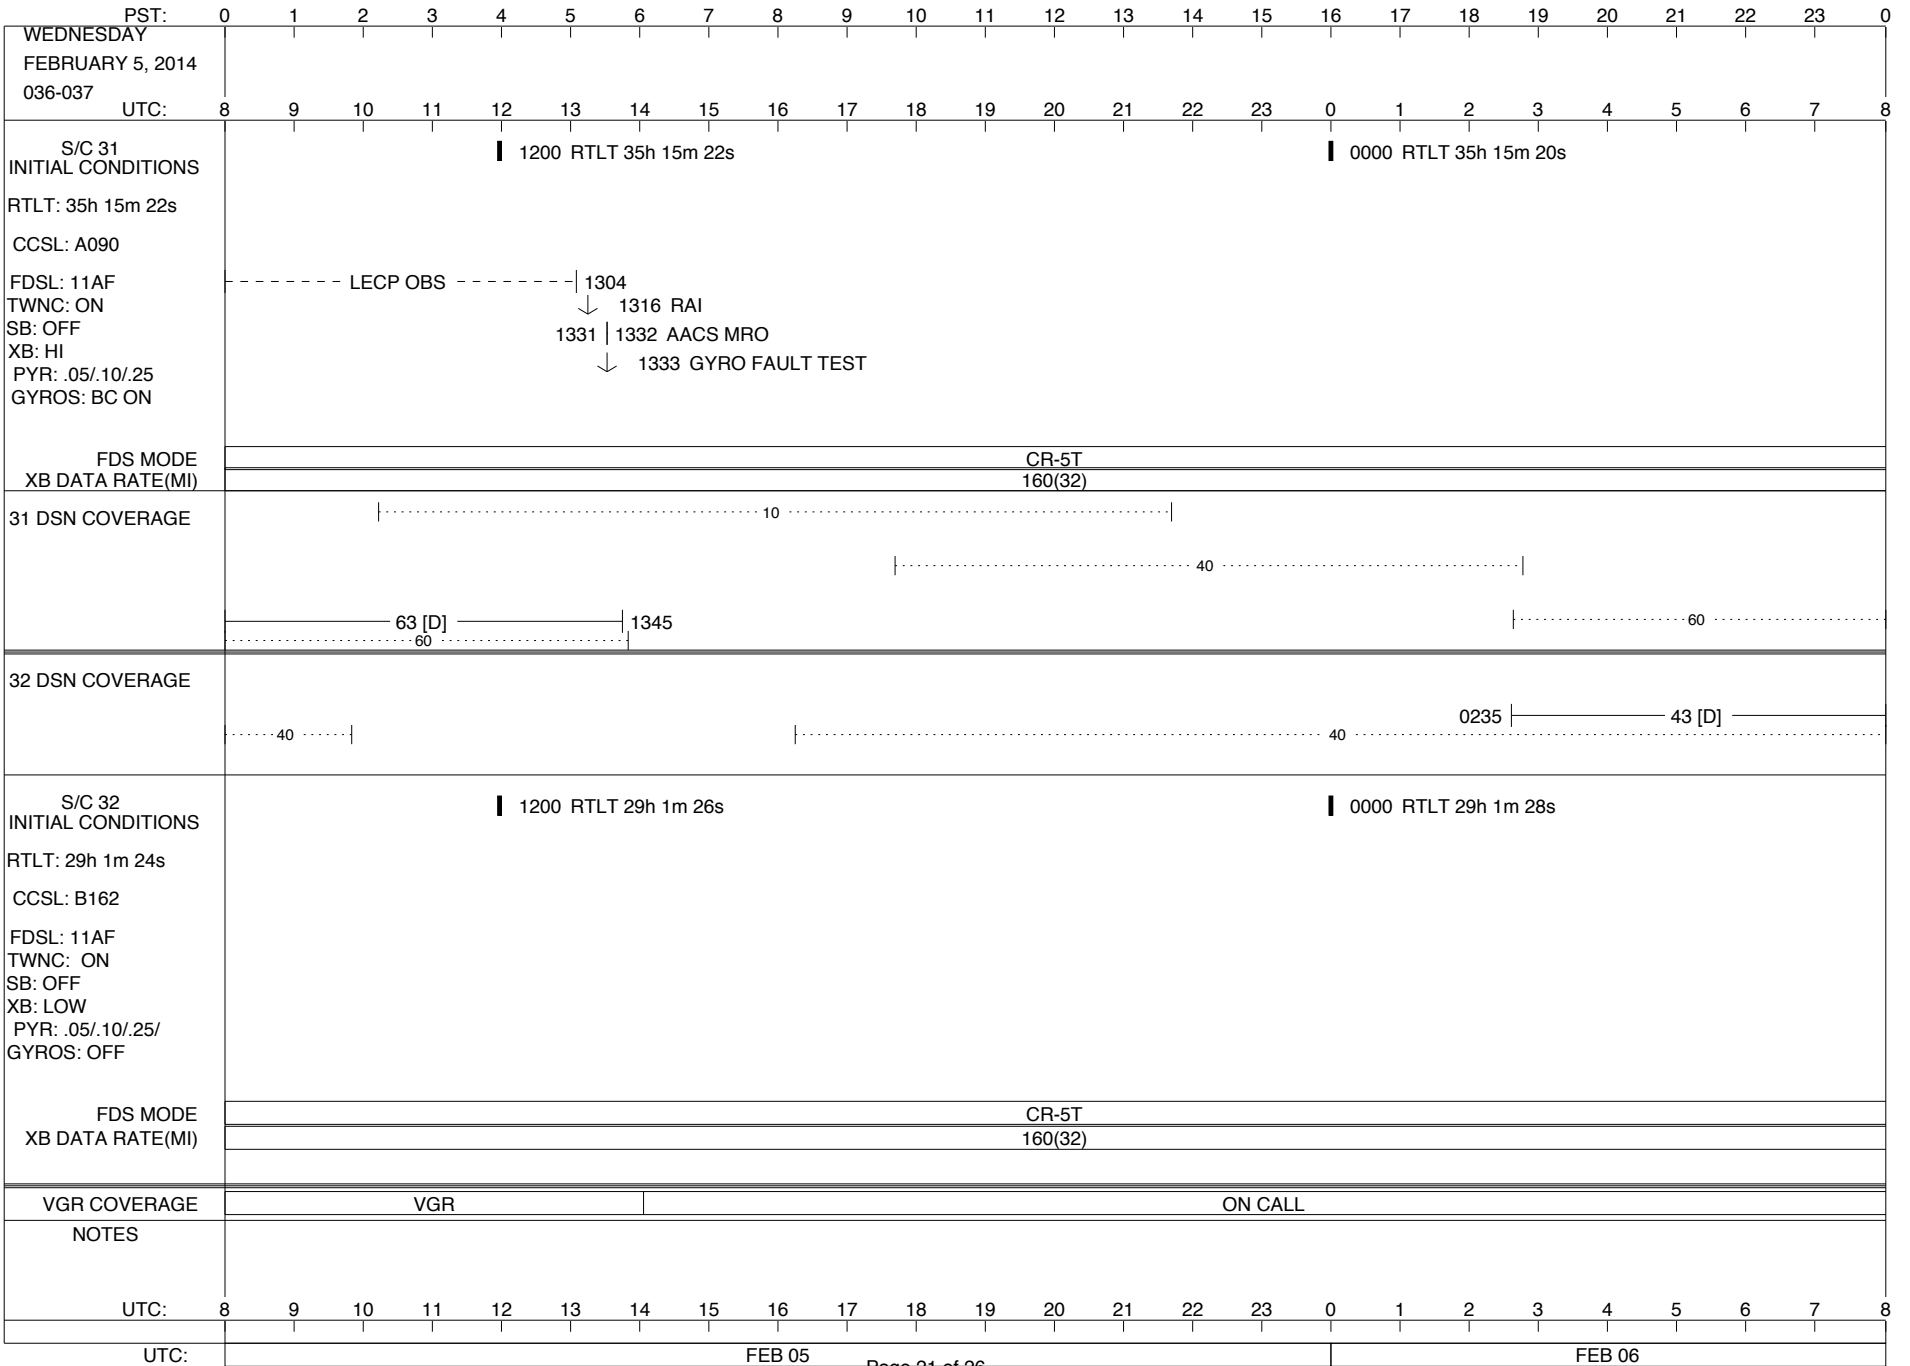 PST: 0 1 2 3 4 5 6 7 8 9 10 11 12 13 14 15 16 17 18 19 20 21 22 23 0
WEDNESDAY
FEBRUARY 5, 2014
036-037
UTC: 8 9 10 11 12 13 14 15 16 17 18 19 20 21 22 23 0 1 2 3 4 5 6 7 8
S/C 31
INITIAL CONDITIONS
1200 RTLT 35h 15m 22s
0000 RTLT 35h 15m 20s
RTLT: 35h 15m 22s
CCSL: A090
FDSL: 11AF
LECP OBS 1304
TWNC: ON
1316 RAI
SB: OFF
1331 1332 AACS MRO
XB: HI
1333 GYRO FAULT TEST
PYR: .05/.10/.25
GYROS: BC ON
FDS MODE CR-5T
XB DATA RATE(MI) 160(32)
31 DSN COVERAGE
10
40
63 [D] 1345
60
60
32 DSN COVERAGE
0235 43 [D]
40
40
S/C 32
INITIAL CONDITIONS
1200 RTLT 29h 1m 26s
0000 RTLT 29h 1m 28s
RTLT: 29h 1m 24s
CCSL: B162
FDSL: 11AF
TWNC: ON
SB: OFF
XB: LOW
PYR: .05/.10/.25/
GYROS: OFF
FDS MODE CR-5T
XB DATA RATE(MI) 160(32)
VGR COVERAGE VGR ON CALL
NOTES
UTC: 8 9 10 11 12 13 14 15 16 17 18 19 20 21 22 23 0 1 2 3 4 5 6 7 8
UTC: FEB 05 FEB 06
Page 21 of 26